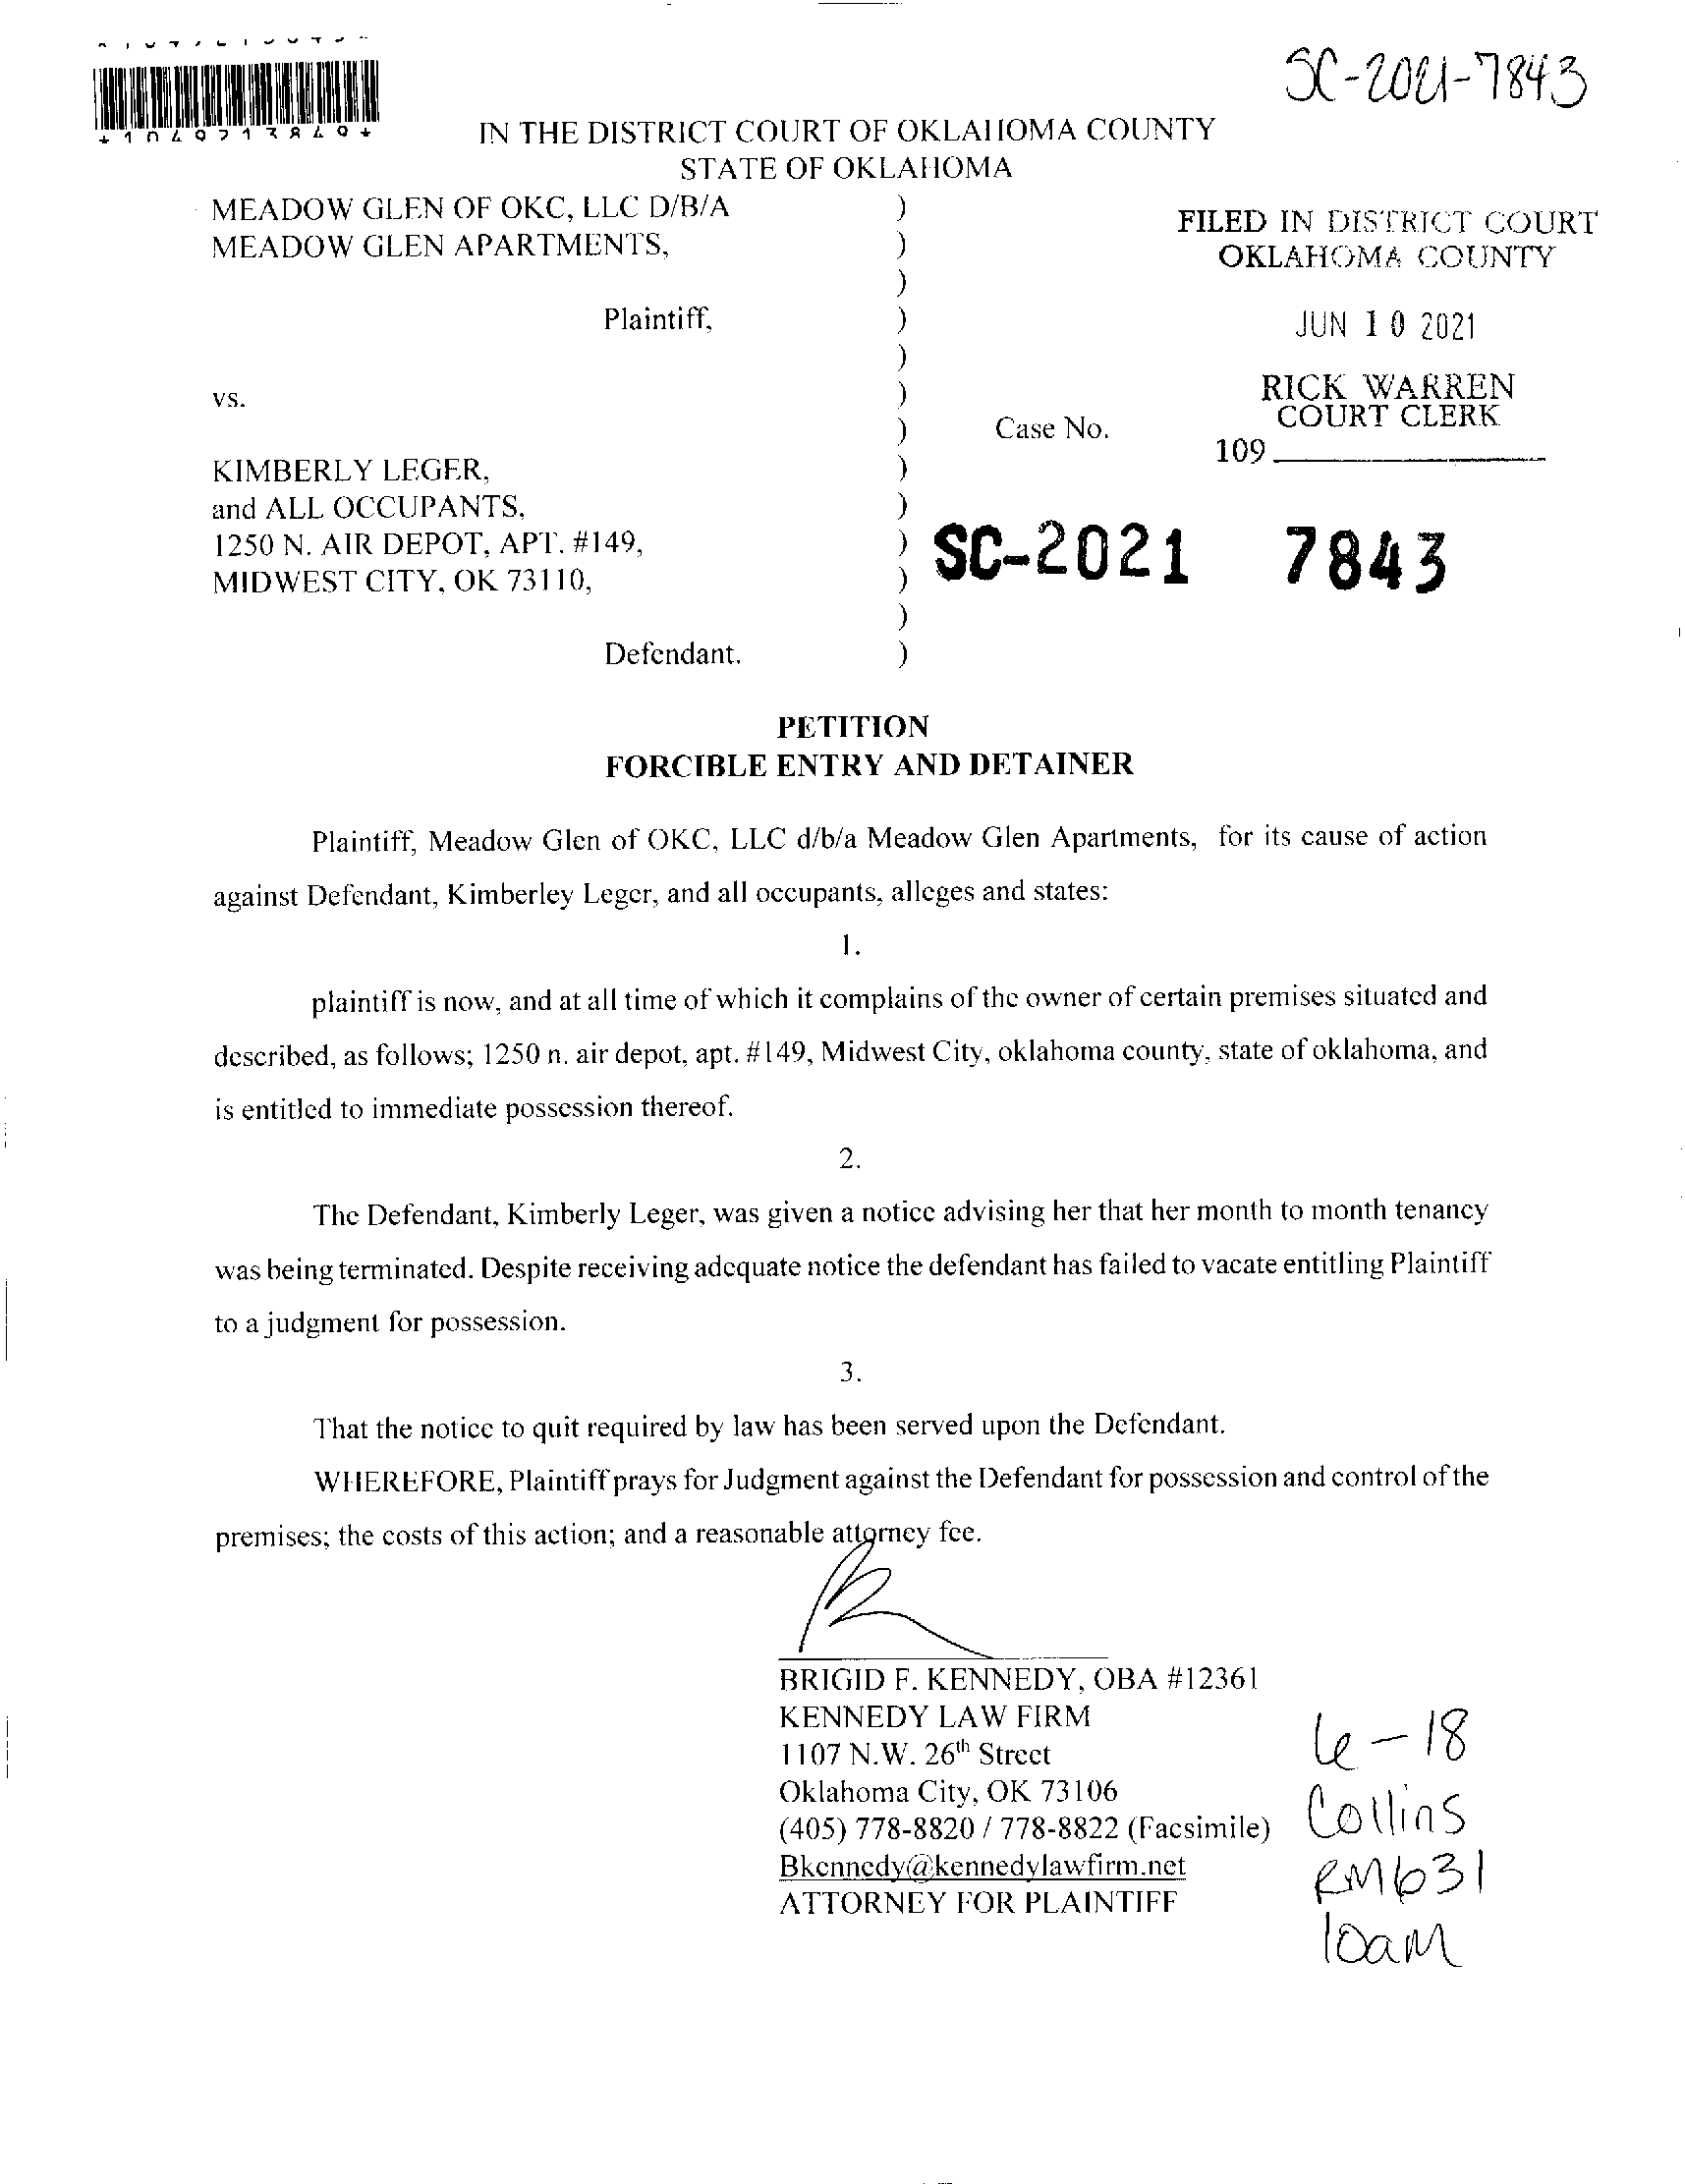 SC-2021-7843
*1049713849*
IN THE DISTRICT COURT OF OKLAHOMA COUNTY
STATE OF OKLAHOMA
MEADOW GLEN OF OKC, LLC D/B/A )
MEADOW GLEN APARTMENTS, )
)
Plaintiff, )
)
vs. )
) Case No.
KIMBERLY LEGER, )
and ALL OCCUPANTS, )
1250 N. AIR DEPOT, APT. #149, )
MIDWEST CITY, OK 73110, )
)
Defendant. )
FILED IN DISTRICT COURT
OKLAHOMA COUNTY
JUN 10 2021
RICK WARREN
COURT CLERK
109
SC-2021 7843
PETITION
FORCIBLE ENTRY AND DETAINER
Plaintiff, Meadow Glen of OKC, LLC d/b/a Meadow Glen Apartments, for its cause of action
against Defendant, Kimberley Leger, and all occupants, alleges and states:
1.
plaintiff is now, and at all time of which it complains of the owner of certain premises situated and
described, as follows; 1250 n. air depot, apt. #149, Midwest City, oklahoma county, state of oklahoma, and
is entitled to immediate possession thereof.
2.
The Defendant, Kimberly Leger, was given a notice advising her that her month to month tenancy
was being terminated. Despite receiving adequate notice the defendant has failed to vacate entitling Plaintiff
to a judgment for possession.
3.
That the notice to quit required by law has been served upon the Defendant.
WHEREFORE, Plaintiff prays for Judgment against the Defendant for possession and control of the
premises; the costs of this action; and a reasonable attorney fee.
BRIGID F. KENNEDY, OBA #12361
KENNEDY LAW FIRM
1107 N.W. 26th Street
Oklahoma City, OK 73106
(405) 778-8820 / 778-8822 (Facsimile)
Bkennedy@kennedylawfirm.net
ATTORNEY FOR PLAINTIFF
6-18
Collins
RM631
10am